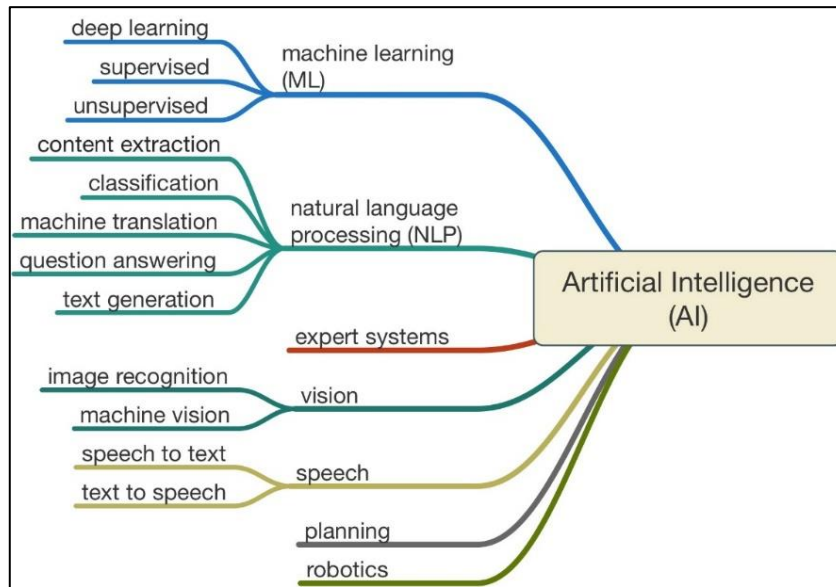 deep learning
supervised
unsupervised
machine learning
(ML)
content extraction
classification
machine translation
question answering
text generation
natural language
processing (NLP)
expert systems
image recognition
machine vision
vision
speech to text
text to speech
speech
planning
robotics
Artificial Intelligence
(AI)